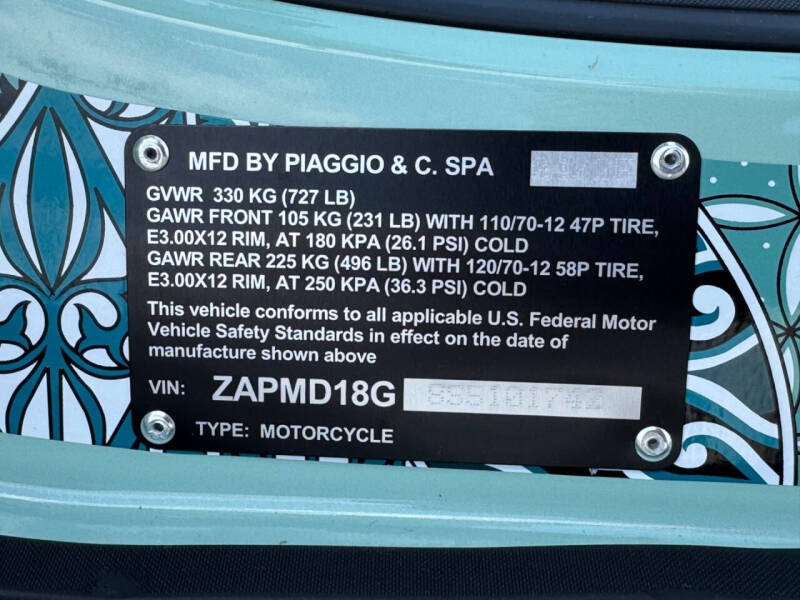 MFD BY PIAGGIO & C. SPA
GVWR 330 KG (727 LB)
GAWR FRONT 105 KG (231 LB) WITH 110/70-12 47P TIRE,
E3.00X12 RIM, AT 180 KPA (26.1 PSI) COLD
GAWR REAR 225 KG (496 LB) WITH 120/70-12 58P TIRE,
E3.00X12 RIM, AT 250 KPA (36.3 PSI) COLD
This vehicle conforms to all applicable U.S. Federal Motor
Vehicle Safety Standards in effect on the date of
manufacture shown above
VIN: ZAPMD18G
TYPE: MOTORCYCLE